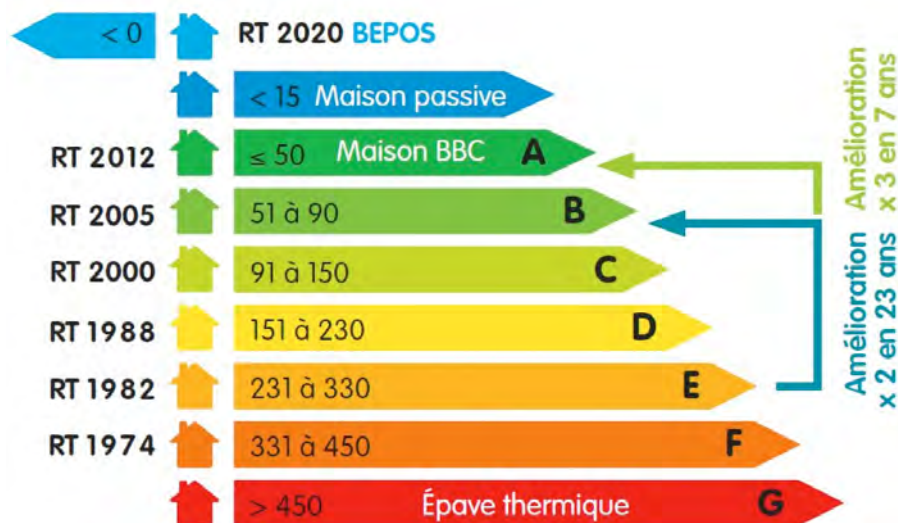 < 0 RT 2020 BEPOS
< 15 Maison passive
RT 2012 ≤ 50 Maison BBC A
RT 2005 51 à 90 B
RT 2000 91 à 150 C
RT 1988 151 à 230 D
RT 1982 231 à 330 E
RT 1974 331 à 450 F
> 450 Épave thermique G
Amélioration
x 3 en 7 ans
Amélioration
x 2 en 23 ans